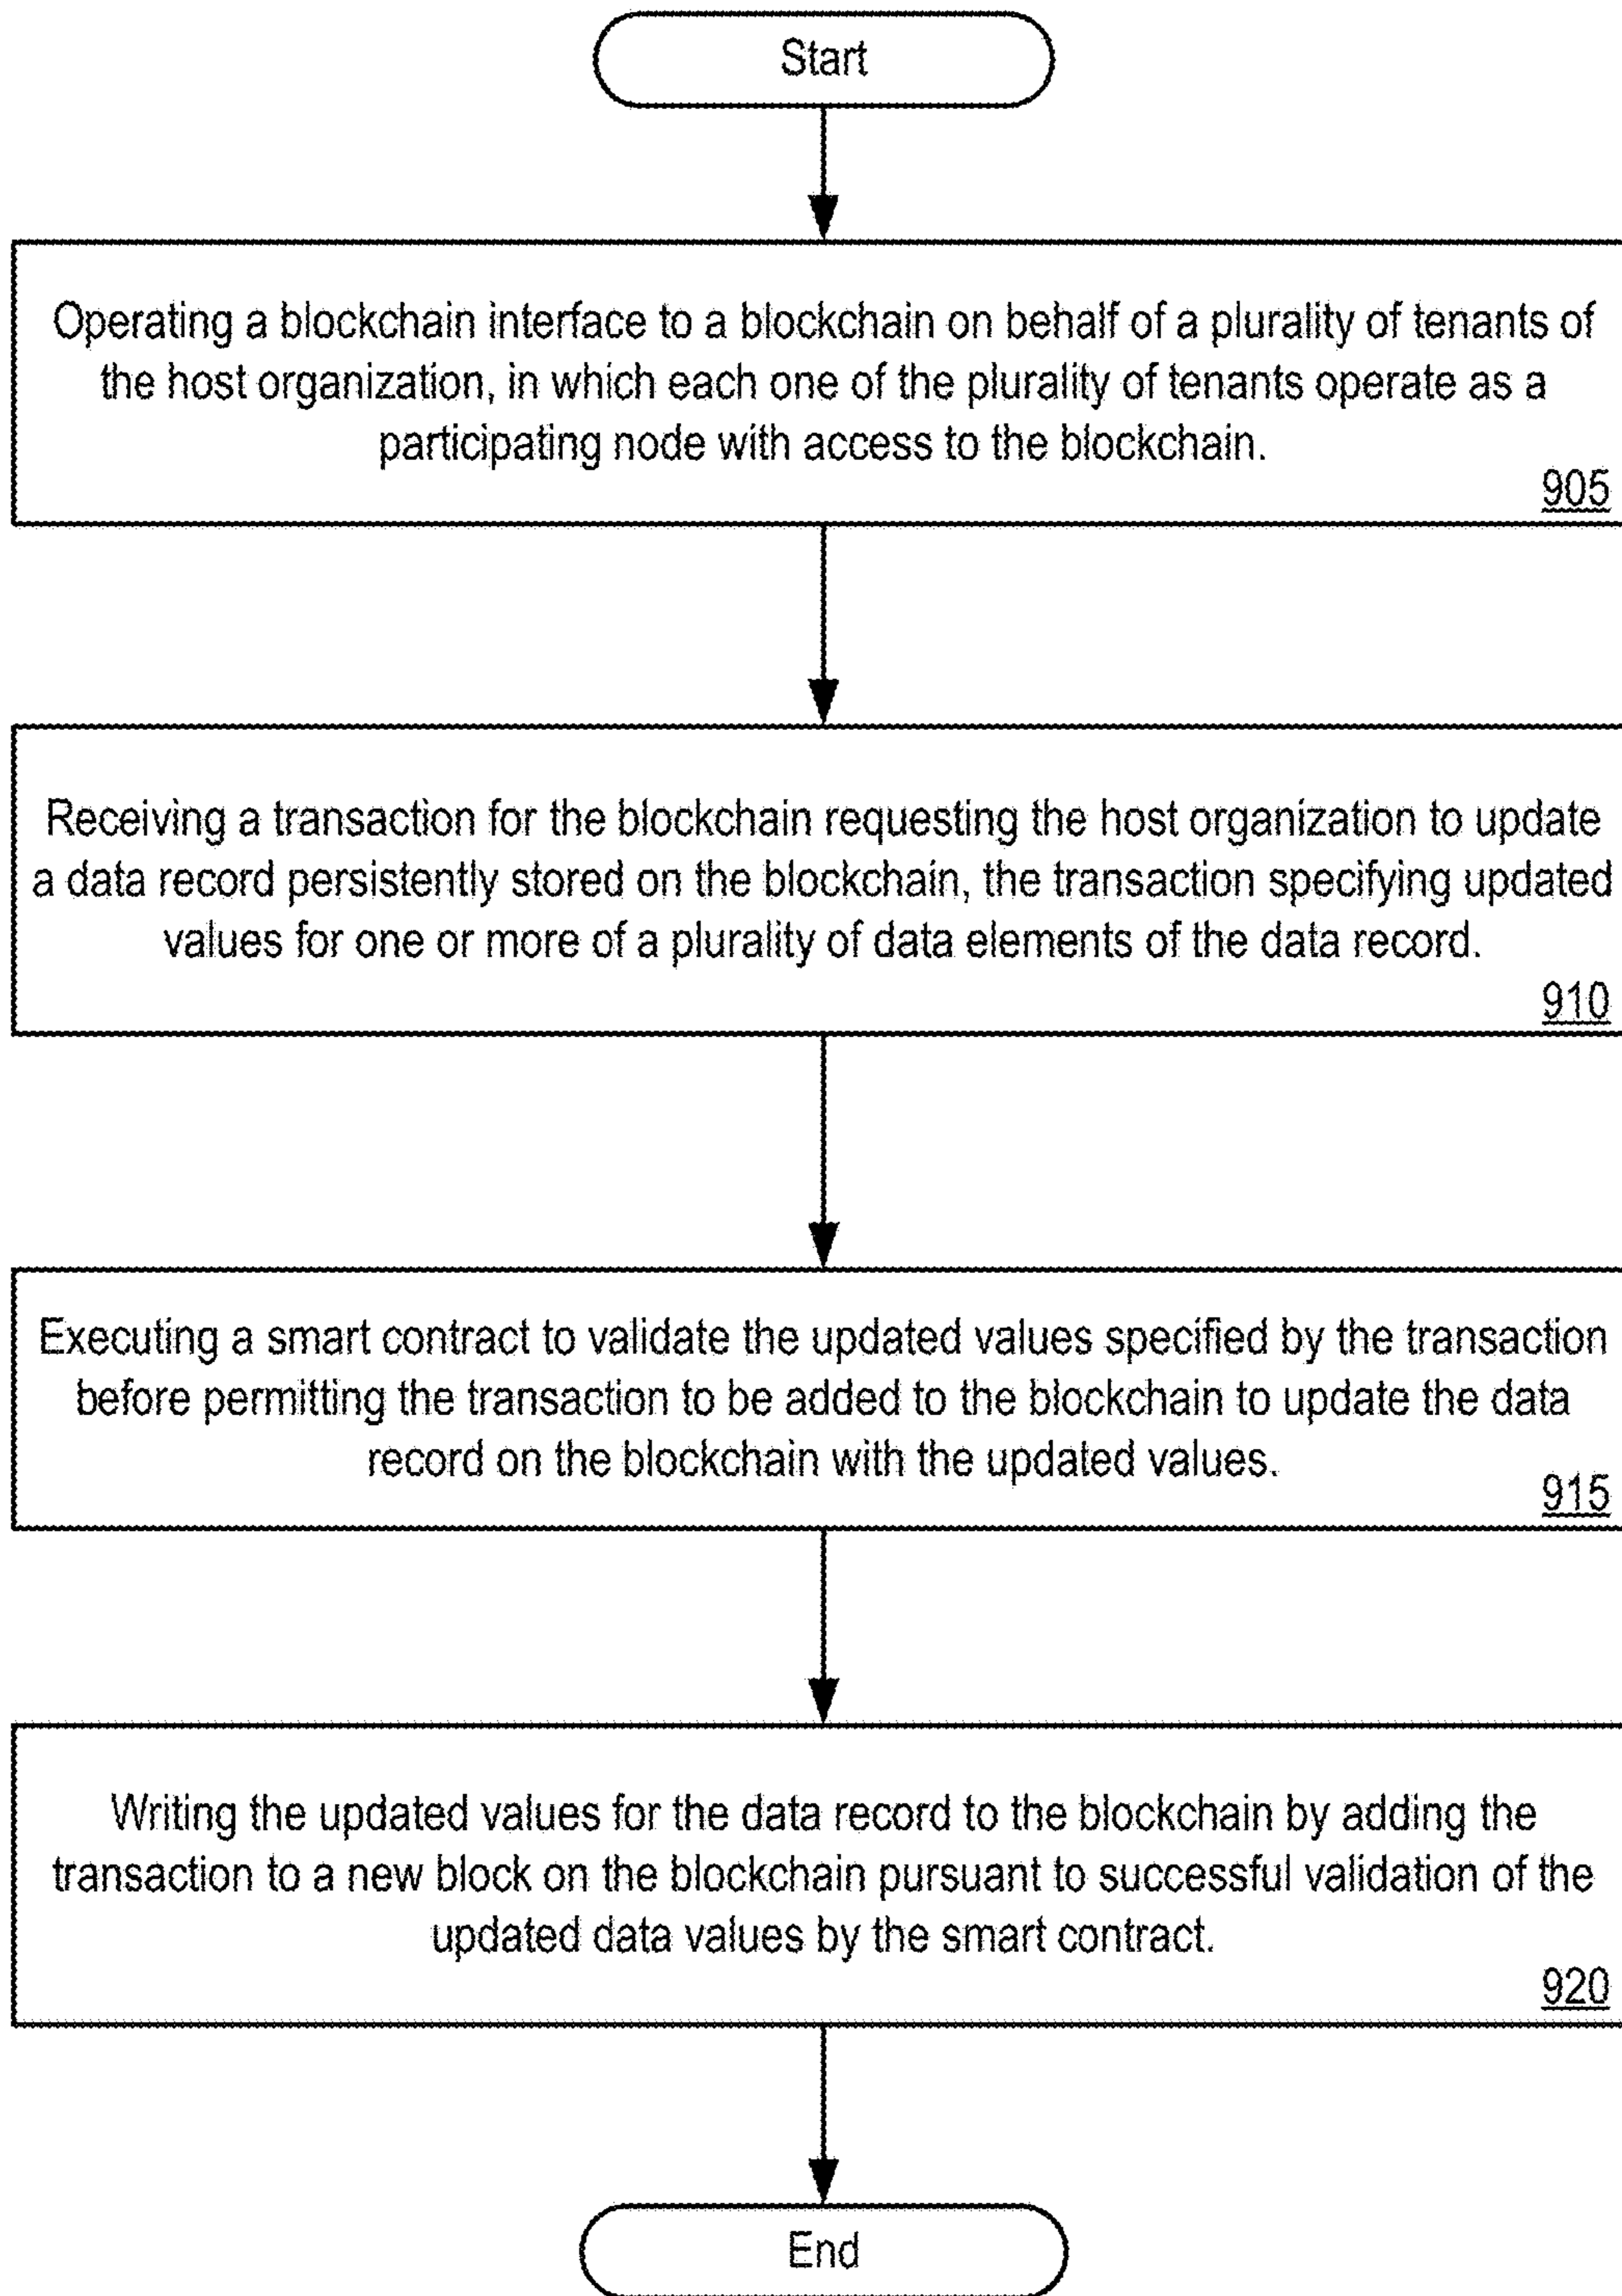 Start
Operating a blockchain interface to a blockchain on behalf of a plurality of tenants of
the host organization, in which each one of the plurality of tenants operate as a
participating node with access to the blockchain.
905
Receiving a transaction for the blockchain requesting the host organization to update
a data record persistently stored on the blockchain, the transaction specifying updated
values for one or more of a plurality of data elements of the data record.
910
Executing a smart contract to validate the updated values specified by the transaction
before permitting the transaction to be added to the blockchain to update the data
record on the blockchain with the updated values.
915
Writing the updated values for the data record to the blockchain by adding the
transaction to a new block on the blockchain pursuant to successful validation of the
updated data values by the smart contract.
920
End